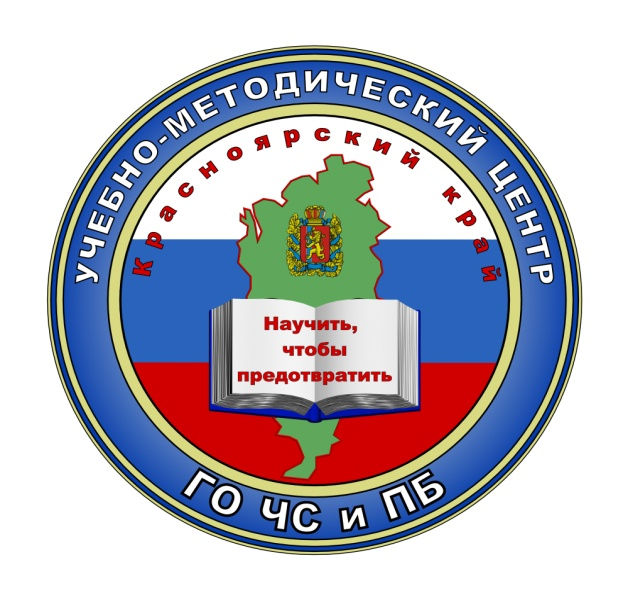 УЧЕБНО-МЕТОДИЧЕСКИЙ ЦЕНТР
Красноярский край
Научить,
чтобы
предотвратить
ГО ЧС и ПБ